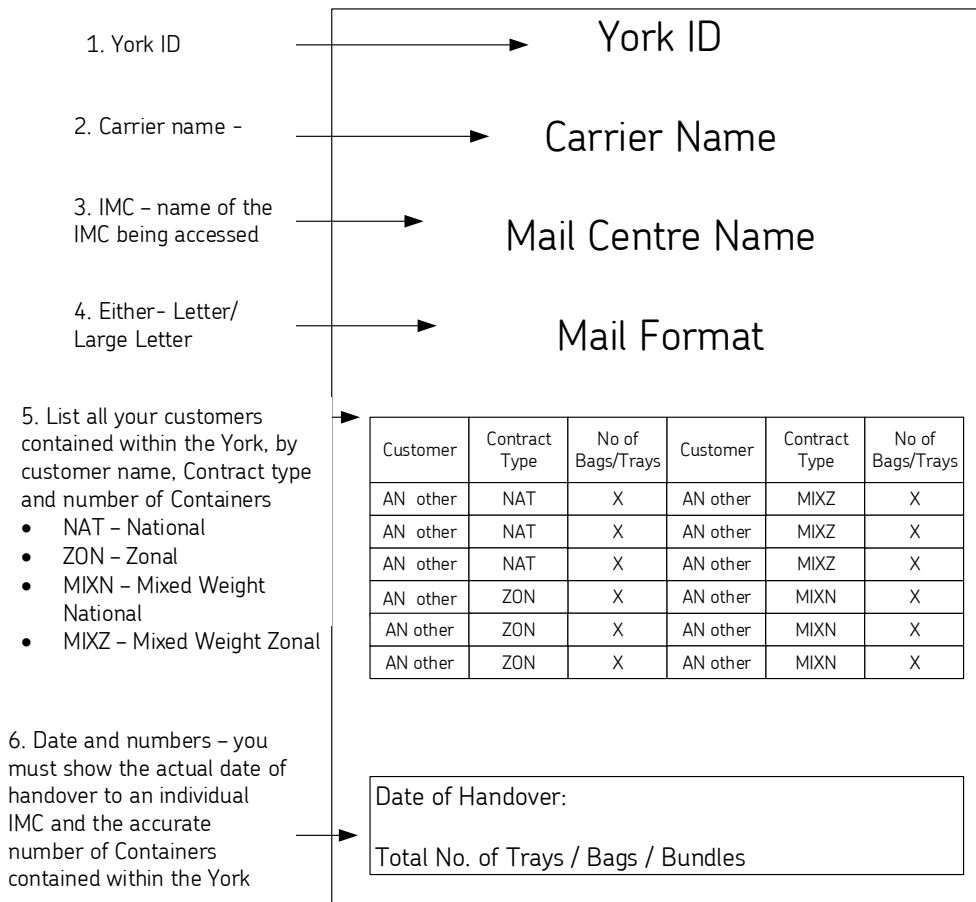 1. York ID
York ID
2. Carrier name -
Carrier Name
3. IMC – name of the
IMC being accessed
Mail Centre Name
4. Either- Letter/
Large Letter
Mail Format
5. List all your customers
contained within the York, by
customer name, Contract type
and number of Containers
• NAT – National
• ZON – Zonal
• MIXN – Mixed Weight
National
• MIXZ – Mixed Weight Zonal
Customer Contract Type No of Bags/Trays Customer Contract Type No of Bags/Trays
AN other NAT X AN other MIXZ X
AN other NAT X AN other MIXZ X
AN other NAT X AN other MIXZ X
AN other ZON X AN other MIXN X
AN other ZON X AN other MIXN X
AN other ZON X AN other MIXN X
6. Date and numbers – you
must show the actual date of
handover to an individual
IMC and the accurate
number of Containers
contained within the York
Date of Handover:
Total No. of Trays / Bags / Bundles